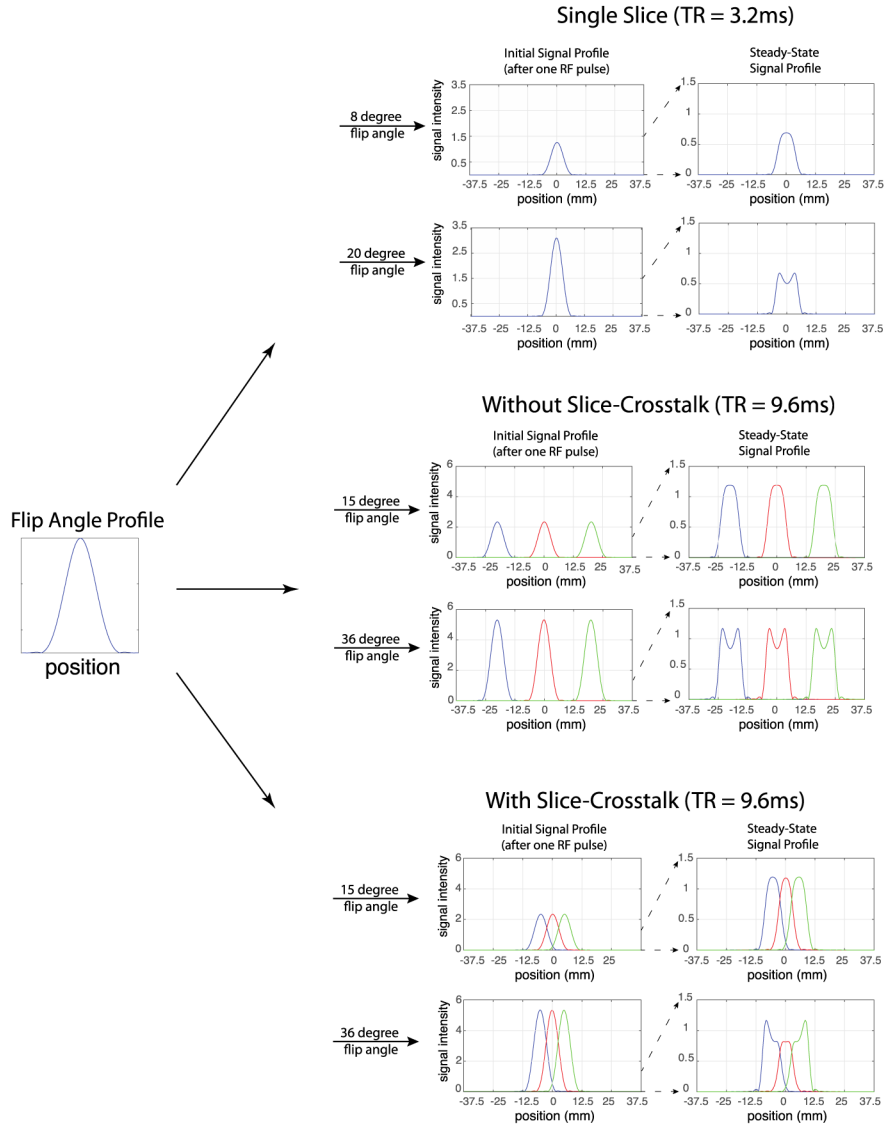 Single Slice (TR = 3.2ms)
Initial Signal Profile
(after one RF pulse)
Steady-State
Signal Profile
8 degree
flip angle
signal intensity
3.5
2.5
1.5
0.5
-37.5 -25 -12.5 0 12.5 25 37.5
position (mm)
1.5
1
0.5
0
-37.5 -25 -12.5 0 12.5 25 37.5
position (mm)
20 degree
flip angle
signal intensity
3.5
2.5
1.5
0.5
-37.5 -25 -12.5 0 12.5 25 37.5
position (mm)
1.5
1
0.5
0
-37.5 -25 -12.5 0 12.5 25 37.5
position (mm)
Without Slice-Crosstalk (TR = 9.6ms)
Initial Signal Profile
(after one RF pulse)
Steady-State
Signal Profile
15 degree
flip angle
signal intensity
6
4
2
0
-37.5 -25 -12.5 0 12.5 25 37.5
position (mm)
1.5
1
0.5
0
-37.5 -25 -12.5 0 12.5 25 37.5
position (mm)
Flip Angle Profile
position
36 degree
flip angle
signal intensity
6
4
2
0
-37.5 -25 -12.5 0 12.5 25 37.5
position (mm)
1.5
1
0.5
0
-37.5 -25 -12.5 0 12.5 25 37.5
position (mm)
With Slice-Crosstalk (TR = 9.6ms)
Initial Signal Profile
(after one RF pulse)
Steady-State
Signal Profile
15 degree
flip angle
signal intensity
6
4
2
0
-37.5 -25 -12.5 0 12.5 25 37.5
position (mm)
1.5
1
0.5
0
-37.5 -25 -12.5 0 12.5 25 37.5
position (mm)
36 degree
flip angle
signal intensity
6
4
2
0
-37.5 -25 -12.5 0 12.5 25 37.5
position (mm)
1.5
1
0.5
0
-37.5 -25 -12.5 0 12.5 25 37.5
position (mm)